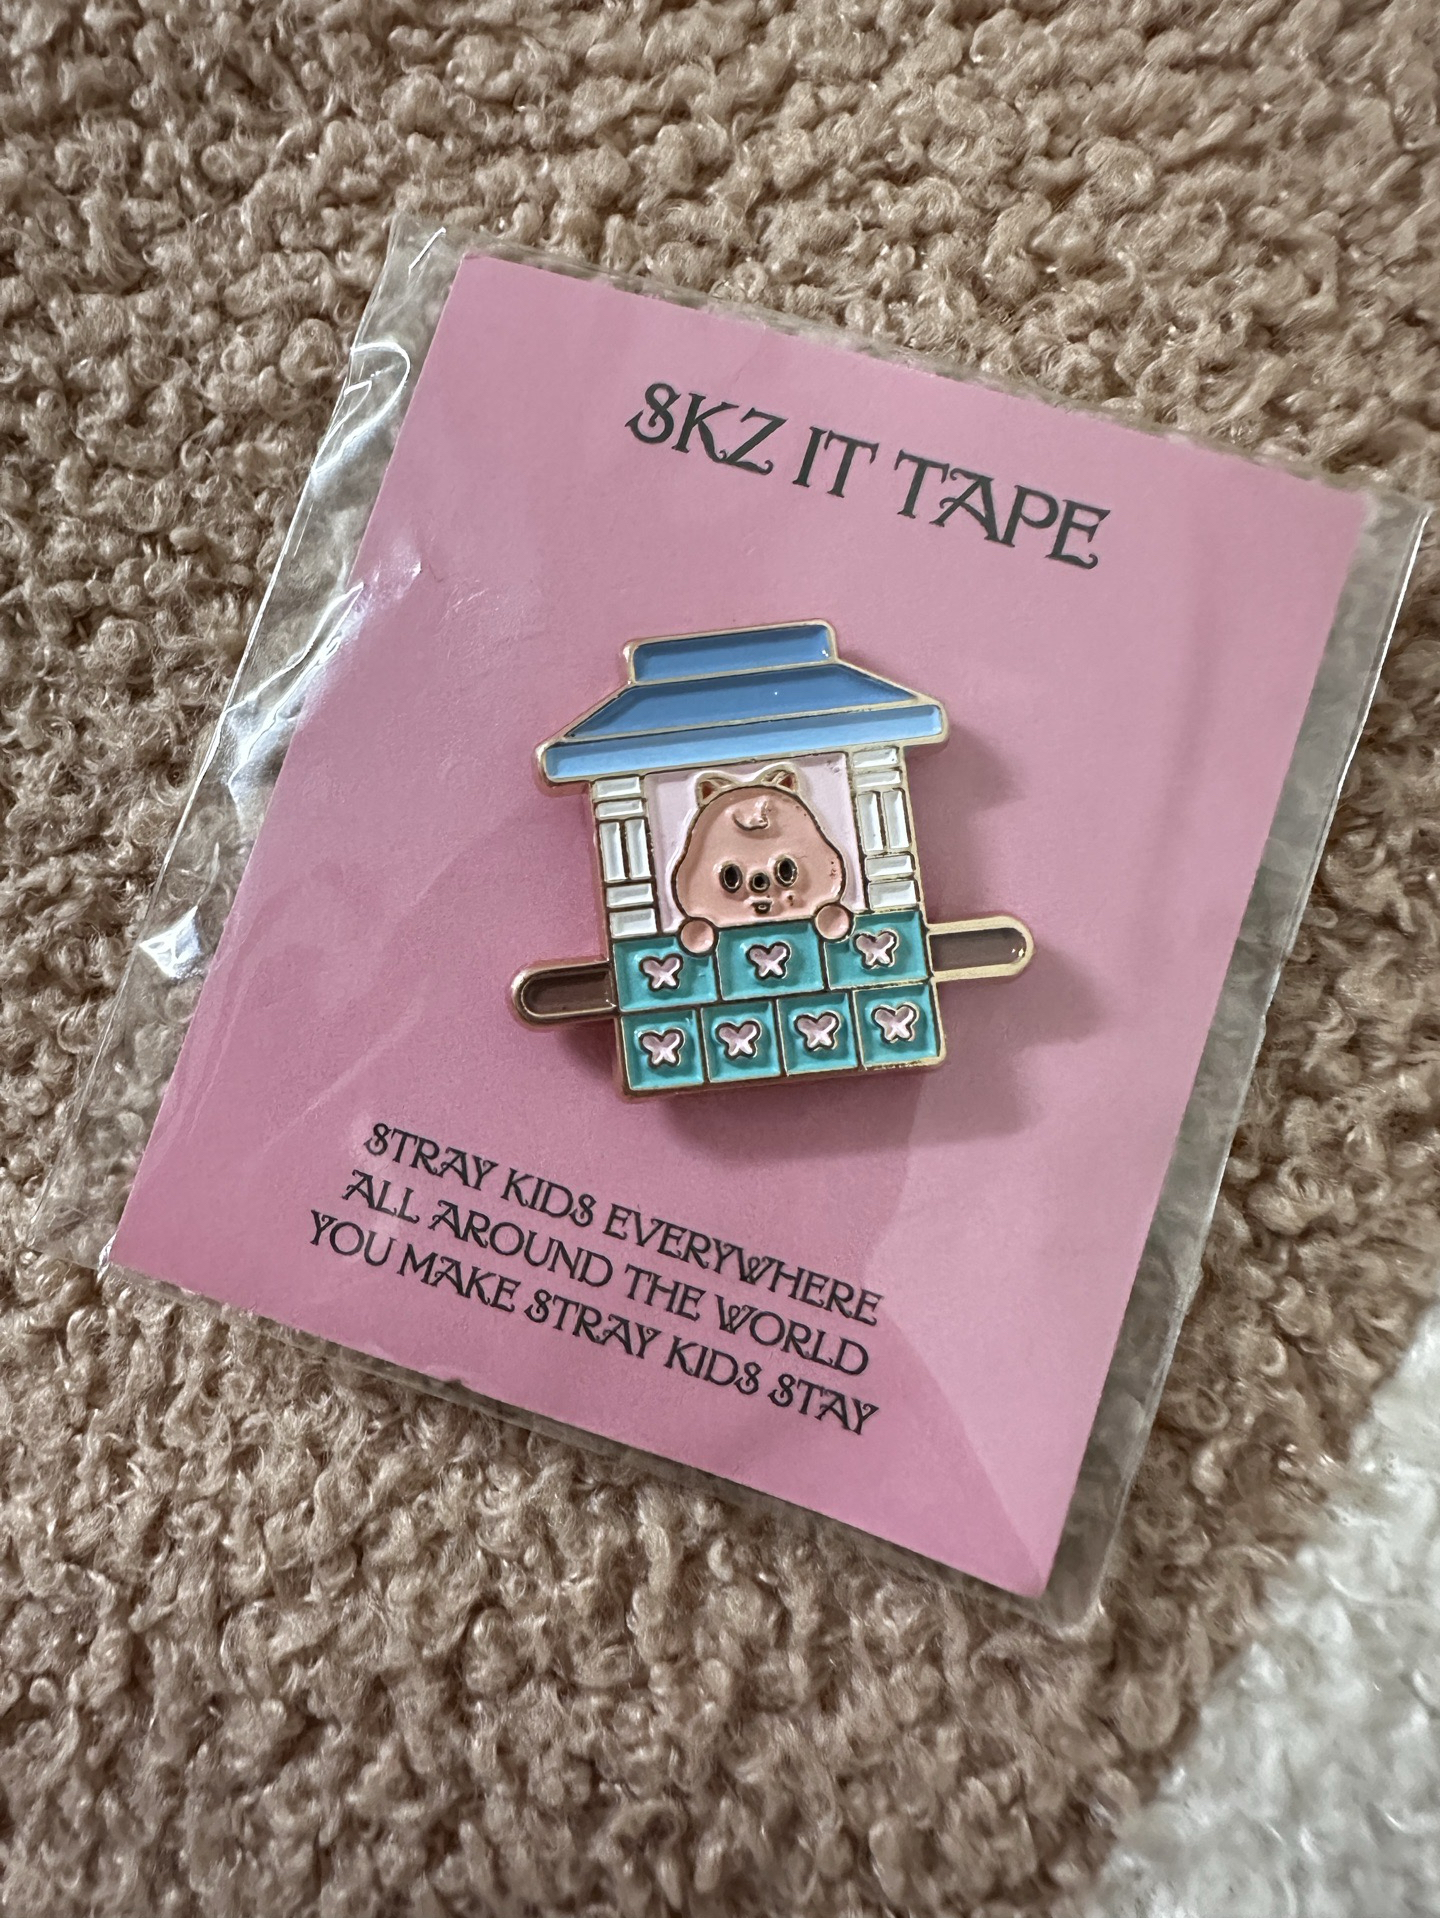 SKZ IT TAPE
STRAY KIDS EVERYWHERE
ALL AROUND THE WORLD
YOU MAKE STRAY KIDS STAY